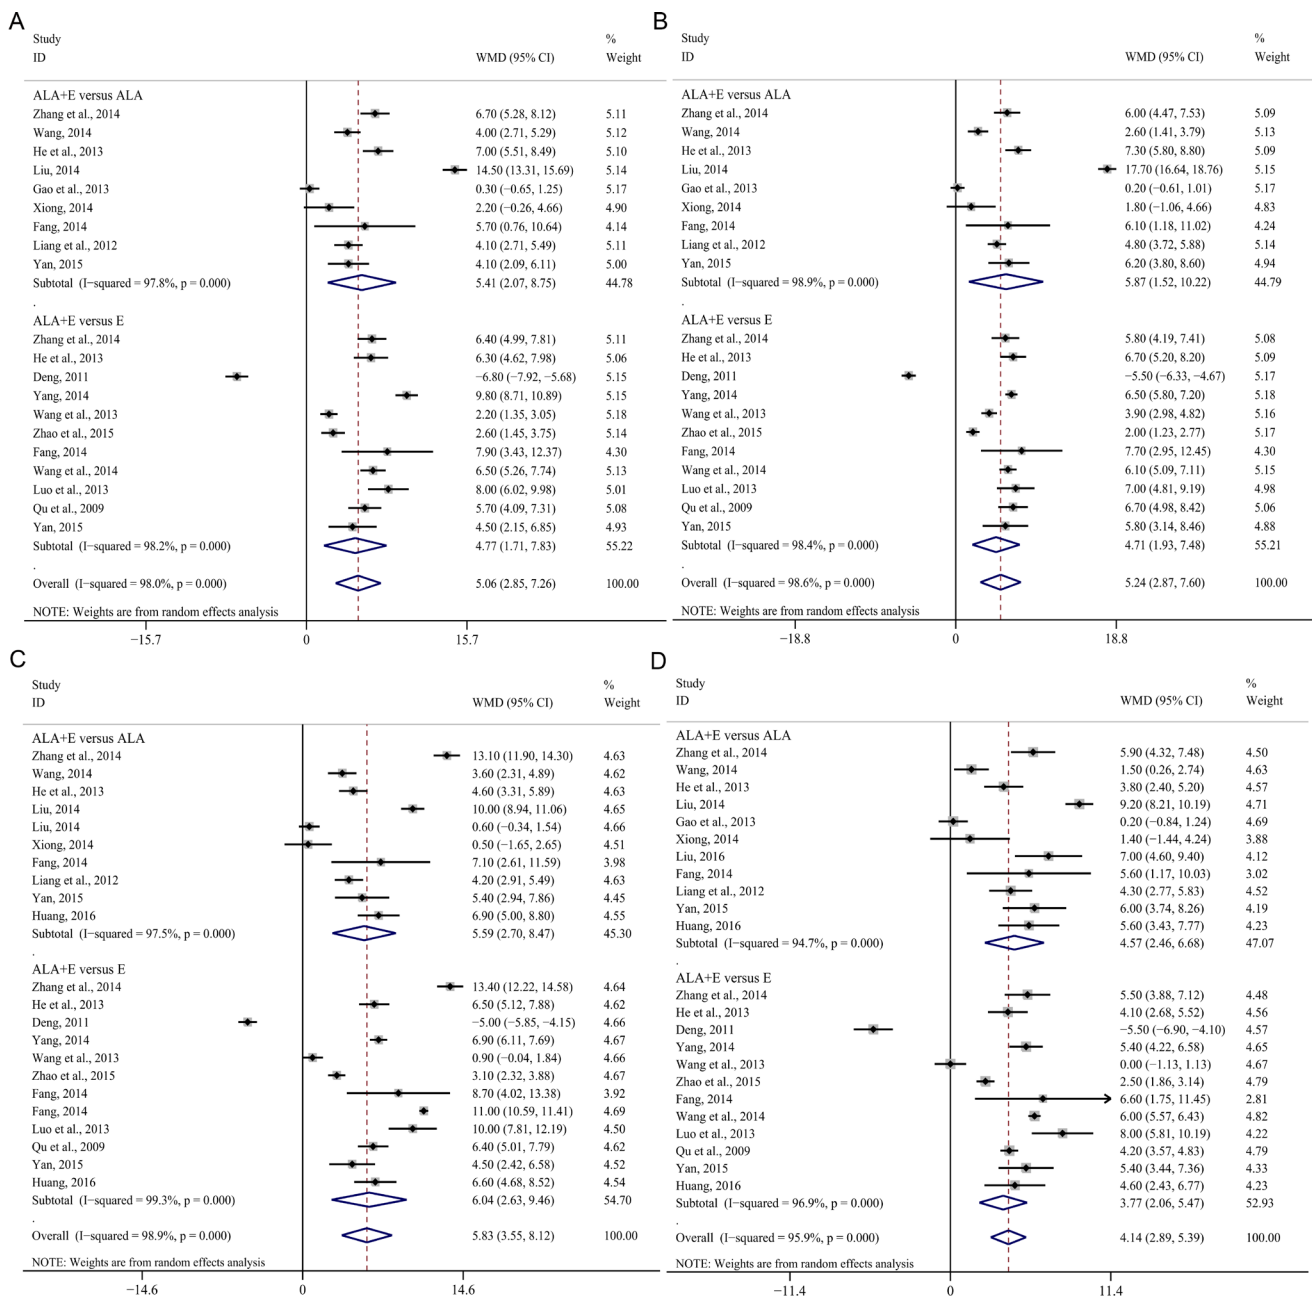 A
Study %
ID WMD (95% CI) Weight
ALA+E versus ALA
Zhang et al., 2014 6.70 (5.28, 8.12) 5.11
Wang, 2014 4.00 (2.71, 5.29) 5.12
He et al., 2013 7.00 (5.51, 8.49) 5.10
Liu, 2014 14.50 (13.31, 15.69) 5.14
Gao et al., 2013 0.30 (−0.65, 1.25) 5.17
Xiong, 2014 2.20 (−0.26, 4.66) 4.90
Fang, 2014 5.70 (0.76, 10.64) 4.14
Liang et al., 2012 4.10 (2.71, 5.49) 5.11
Yan, 2015 4.10 (2.09, 6.11) 5.00
Subtotal (I−squared = 97.8%, p = 0.000) 5.41 (2.07, 8.75) 44.78
.
ALA+E versus E
Zhang et al., 2014 6.40 (4.99, 7.81) 5.11
He et al., 2013 6.30 (4.62, 7.98) 5.06
Deng, 2011 −6.80 (−7.92, −5.68) 5.15
Yang, 2014 9.80 (8.71, 10.89) 5.15
Wang et al., 2013 2.20 (1.35, 3.05) 5.18
Zhao et al., 2015 2.60 (1.45, 3.75) 5.14
Fang, 2014 7.90 (3.43, 12.37) 4.30
Wang et al., 2014 6.50 (5.26, 7.74) 5.13
Luo et al., 2013 8.00 (6.02, 9.98) 5.01
Qu et al., 2009 5.70 (4.09, 7.31) 5.08
Yan, 2015 4.50 (2.15, 6.85) 4.93
Subtotal (I−squared = 98.2%, p = 0.000) 4.77 (1.71, 7.83) 55.22
.
Overall (I−squared = 98.0%, p = 0.000) 5.06 (2.85, 7.26) 100.00
NOTE: Weights are from random effects analysis
−15.7 0 15.7
B
Study %
ID WMD (95% CI) Weight
ALA+E versus ALA
Zhang et al., 2014 6.00 (4.47, 7.53) 5.09
Wang, 2014 2.60 (1.41, 3.79) 5.13
He et al., 2013 7.30 (5.80, 8.80) 5.09
Liu, 2014 17.70 (16.64, 18.76) 5.15
Gao et al., 2013 0.20 (−0.61, 1.01) 5.17
Xiong, 2014 1.80 (−1.06, 4.66) 4.83
Fang, 2014 6.10 (1.18, 11.02) 4.24
Liang et al., 2012 4.80 (3.72, 5.88) 5.14
Yan, 2015 6.20 (3.80, 8.60) 4.94
Subtotal (I−squared = 98.9%, p = 0.000) 5.87 (1.52, 10.22) 44.79
.
ALA+E versus E
Zhang et al., 2014 5.80 (4.19, 7.41) 5.08
He et al., 2013 6.70 (5.20, 8.20) 5.09
Deng, 2011 −5.50 (−6.33, −4.67) 5.17
Yang, 2014 6.50 (5.80, 7.20) 5.18
Wang et al., 2013 3.90 (2.98, 4.82) 5.16
Zhao et al., 2015 2.00 (1.23, 2.77) 5.17
Fang, 2014 7.70 (2.95, 12.45) 4.30
Wang et al., 2014 6.10 (5.09, 7.11) 5.15
Luo et al., 2013 7.00 (4.81, 9.19) 4.98
Qu et al., 2009 6.70 (4.98, 8.42) 5.06
Yan, 2015 5.80 (3.14, 8.46) 4.88
Subtotal (I−squared = 98.4%, p = 0.000) 4.71 (1.93, 7.48) 55.21
.
Overall (I−squared = 98.6%, p = 0.000) 5.24 (2.87, 7.60) 100.00
NOTE: Weights are from random effects analysis
−18.8 0 18.8
C
Study %
ID WMD (95% CI) Weight
ALA+E versus ALA
Zhang et al., 2014 13.10 (11.90, 14.30) 4.63
Wang, 2014 3.60 (2.31, 4.89) 4.62
He et al., 2013 4.60 (3.31, 5.89) 4.63
Liu, 2014 10.00 (8.94, 11.06) 4.65
Liu, 2014 0.60 (−0.34, 1.54) 4.66
Xiong, 2014 0.50 (−1.65, 2.65) 4.51
Fang, 2014 7.10 (2.61, 11.59) 3.98
Liang et al., 2012 4.20 (2.91, 5.49) 4.63
Yan, 2015 5.40 (2.94, 7.86) 4.45
Huang, 2016 6.90 (5.00, 8.80) 4.55
Subtotal (I−squared = 97.5%, p = 0.000) 5.59 (2.70, 8.47) 45.30
.
ALA+E versus E
Zhang et al., 2014 13.40 (12.22, 14.58) 4.64
He et al., 2013 6.50 (5.12, 7.88) 4.62
Deng, 2011 −5.00 (−5.85, −4.15) 4.66
Yang, 2014 6.90 (6.11, 7.69) 4.67
Wang et al., 2013 0.90 (−0.04, 1.84) 4.66
Zhao et al., 2015 3.10 (2.32, 3.88) 4.67
Fang, 2014 8.70 (4.02, 13.38) 3.92
Fang, 2014 11.00 (10.59, 11.41) 4.69
Luo et al., 2013 10.00 (7.81, 12.19) 4.50
Qu et al., 2009 6.40 (5.01, 7.79) 4.62
Yan, 2015 4.50 (2.42, 6.58) 4.52
Huang, 2016 6.60 (4.68, 8.52) 4.54
Subtotal (I−squared = 99.3%, p = 0.000) 6.04 (2.63, 9.46) 54.70
.
Overall (I−squared = 98.9%, p = 0.000) 5.83 (3.55, 8.12) 100.00
NOTE: Weights are from random effects analysis
−14.6 0 14.6
D
Study %
ID WMD (95% CI) Weight
ALA+E versus ALA
Zhang et al., 2014 5.90 (4.32, 7.48) 4.50
Wang, 2014 1.50 (0.26, 2.74) 4.63
He et al., 2013 3.80 (2.40, 5.20) 4.57
Liu, 2014 9.20 (8.21, 10.19) 4.71
Gao et al., 2013 0.20 (−0.84, 1.24) 4.69
Xiong, 2014 1.40 (−1.44, 4.24) 3.88
Liu, 2016 7.00 (4.60, 9.40) 4.12
Fang, 2014 5.60 (1.17, 10.03) 3.02
Liang et al., 2012 4.30 (2.77, 5.83) 4.52
Yan, 2015 6.00 (3.74, 8.26) 4.19
Huang, 2016 5.60 (3.43, 7.77) 4.23
Subtotal (I−squared = 94.7%, p = 0.000) 4.57 (2.46, 6.68) 47.07
.
ALA+E versus E
Zhang et al., 2014 5.50 (3.88, 7.12) 4.48
He et al., 2013 4.10 (2.68, 5.52) 4.56
Deng, 2011 −5.50 (−6.90, −4.10) 4.57
Yang, 2014 5.40 (4.22, 6.58) 4.65
Wang et al., 2013 0.00 (−1.13, 1.13) 4.67
Zhao et al., 2015 2.50 (1.86, 3.14) 4.79
Fang, 2014 6.60 (1.75, 11.45) 2.81
Wang et al., 2014 6.00 (5.57, 6.43) 4.82
Luo et al., 2013 8.00 (5.81, 10.19) 4.22
Qu et al., 2009 4.20 (3.57, 4.83) 4.79
Yan, 2015 5.40 (3.44, 7.36) 4.33
Huang, 2016 4.60 (2.43, 6.77) 4.23
Subtotal (I−squared = 96.9%, p = 0.000) 3.77 (2.06, 5.47) 52.93
.
Overall (I−squared = 95.9%, p = 0.000) 4.14 (2.89, 5.39) 100.00
NOTE: Weights are from random effects analysis
−11.4 0 11.4